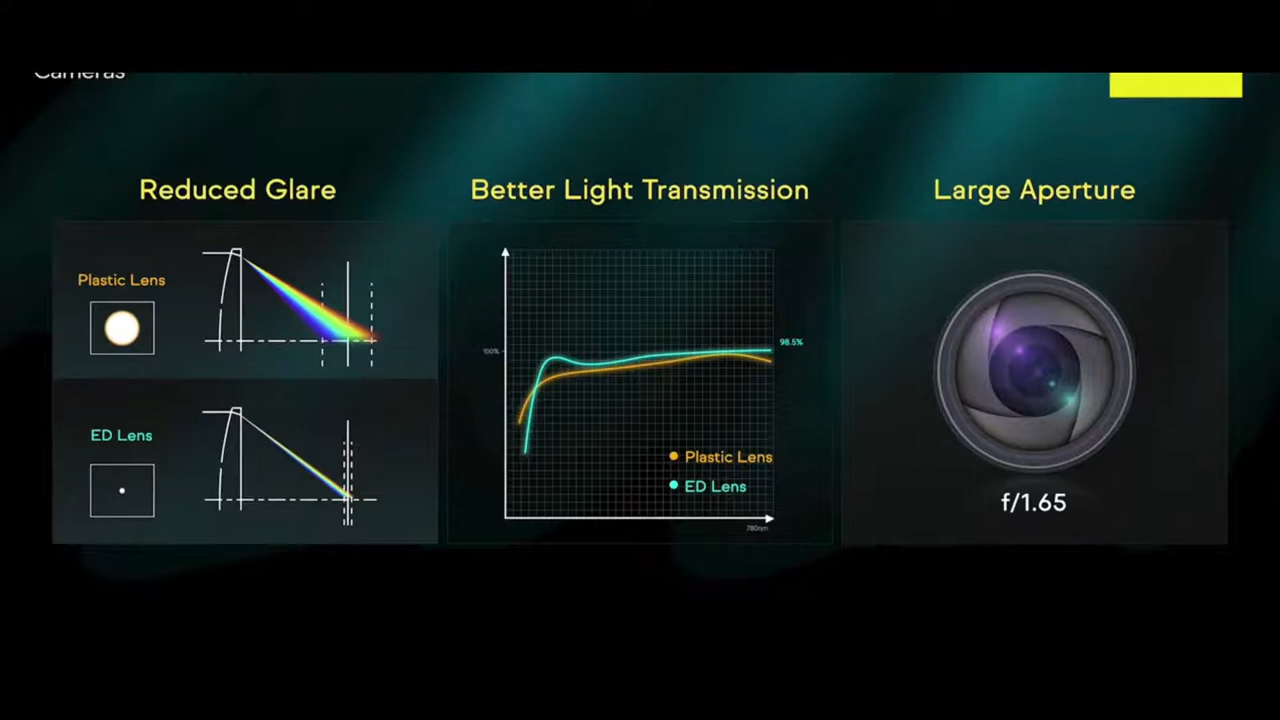 Cameras
Reduced Glare
Plastic Lens
ED Lens
Better Light Transmission
100%
98.5%
Plastic Lens
ED Lens
780nm
Large Aperture
f/1.65